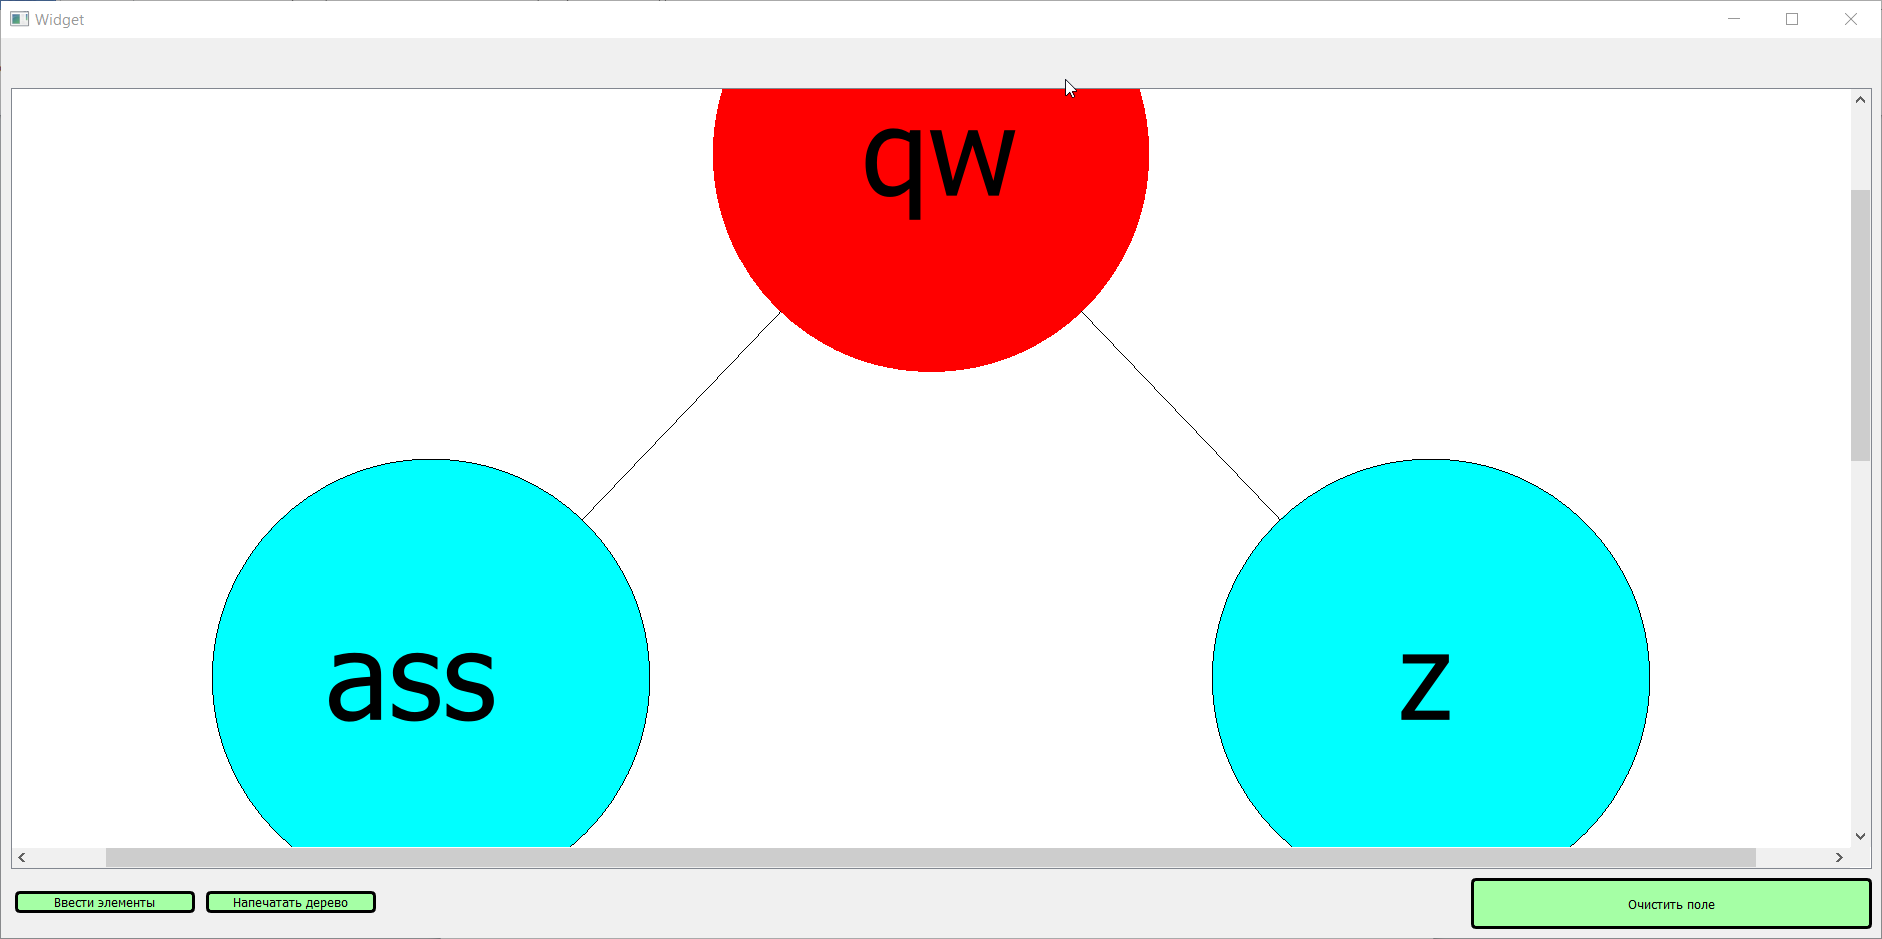 Widget
qw
ass
z
Ввести элементы
Напечатать дерево
Очистить поле